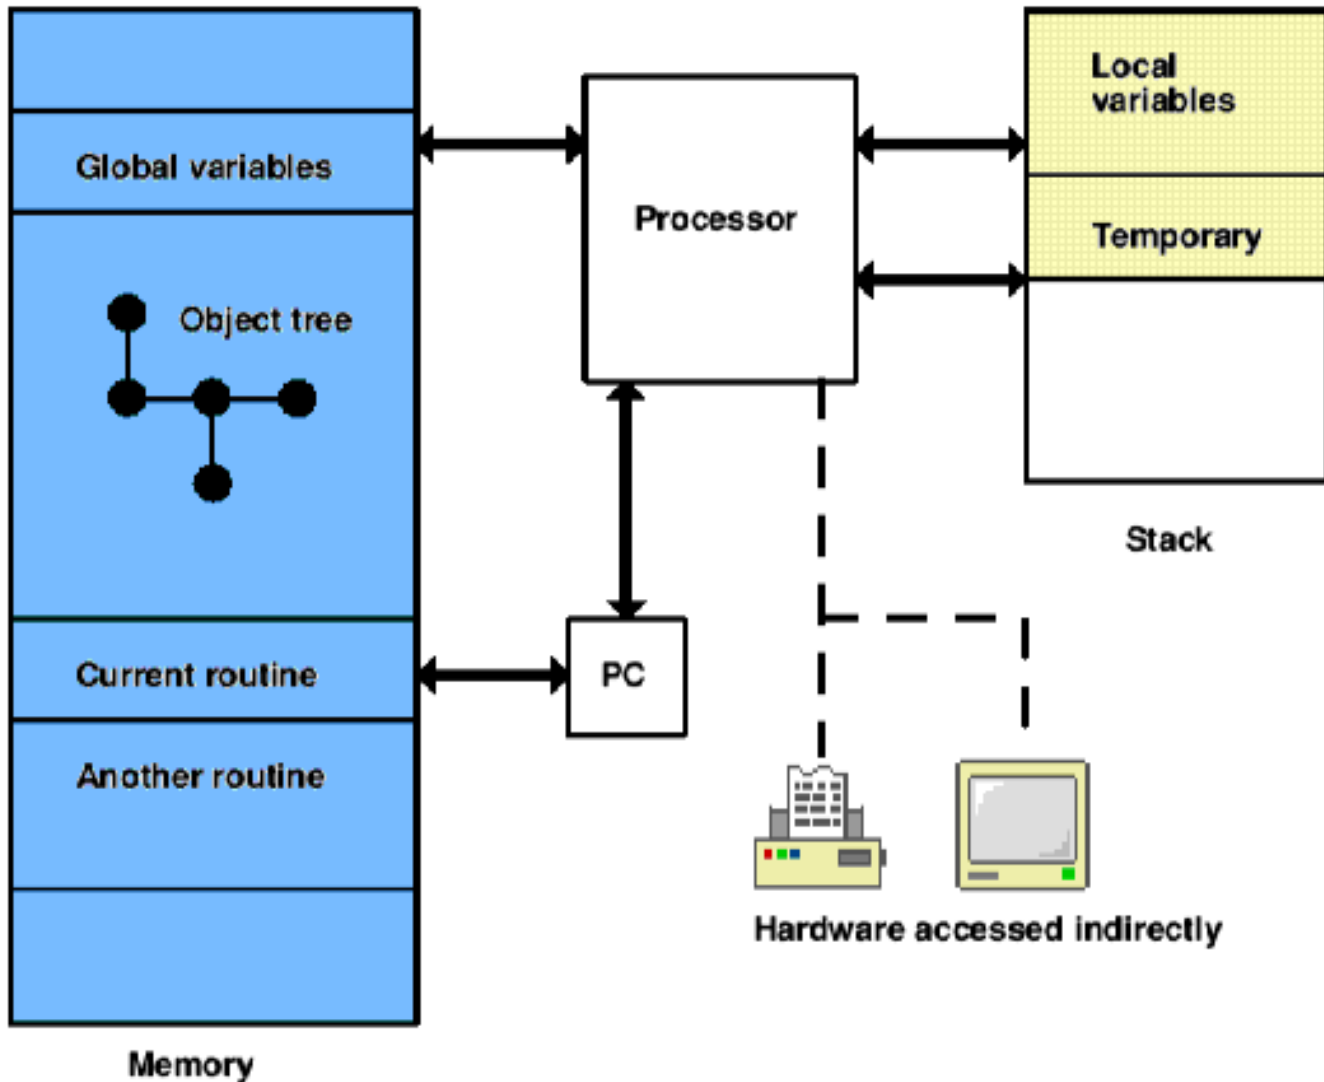 Global variables
Object tree
Current routine
Another routine
Memory
Processor
PC
Local
variables
Temporary
Stack
Hardware accessed indirectly